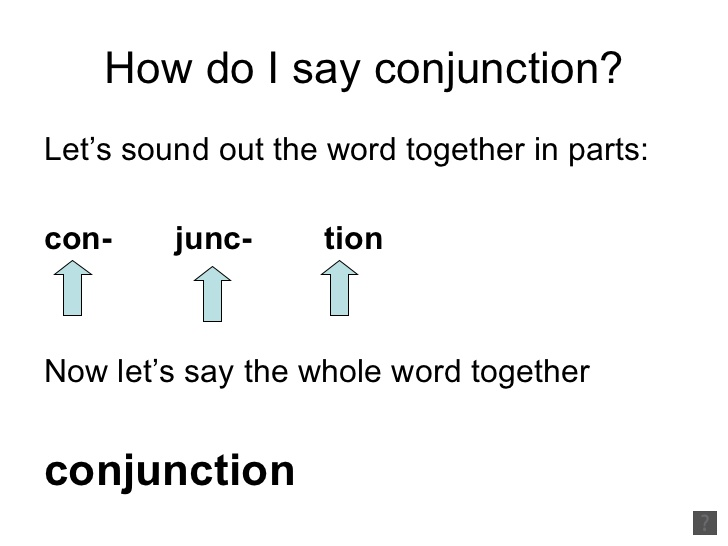 How do I say conjunction?
Let’s sound out the word together in parts:
con- junc- tion
Now let’s say the whole word together
conjunction
?